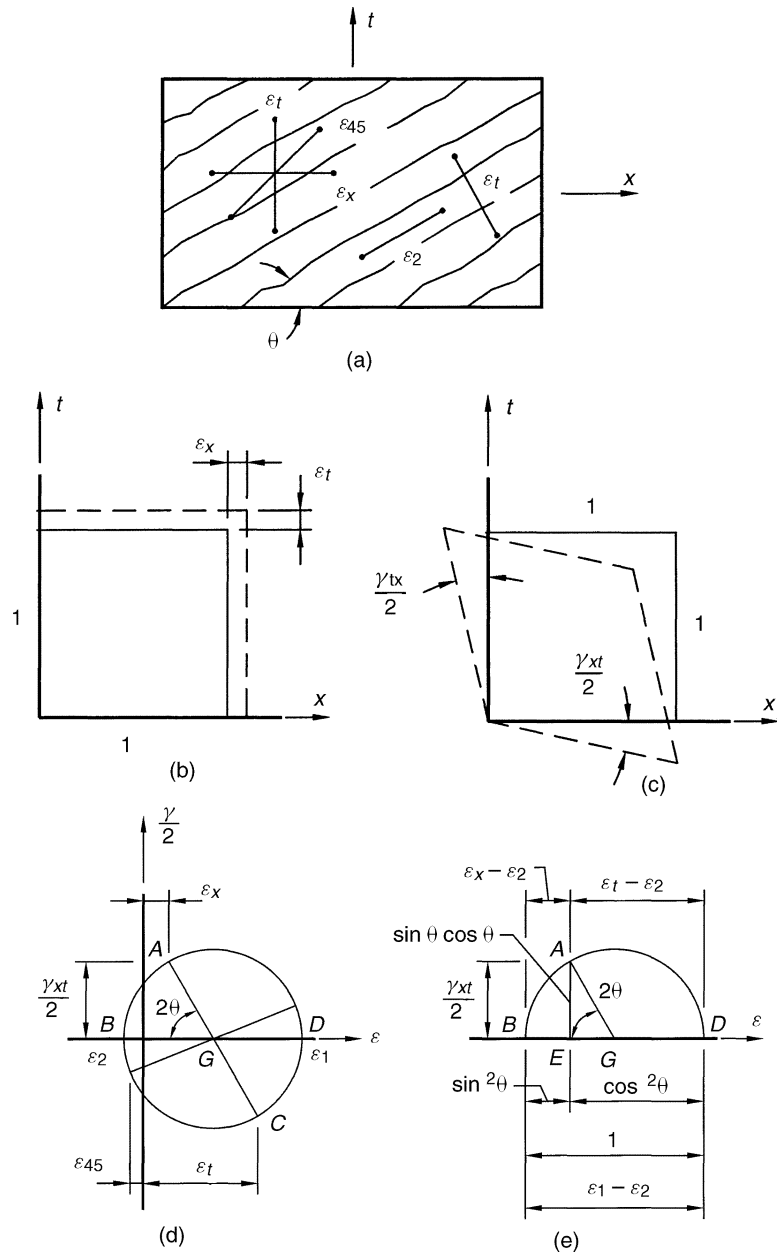 t
εt
ε45
εx
εt
x
ε2
θ
(a)
t
εx
εt
1
x
1
(b)
t
1
γtx/2
1
γxt/2
x
(c)
γ/2
εx
A
γxt/2
2θ
B
D
ε
ε2
G
ε1
C
ε45
εt
(d)
εx − ε2
εt − ε2
sin θ cos θ
A
γxt/2
2θ
B
D
ε
E
G
sin ²θ
cos ²θ
1
ε1 − ε2
(e)